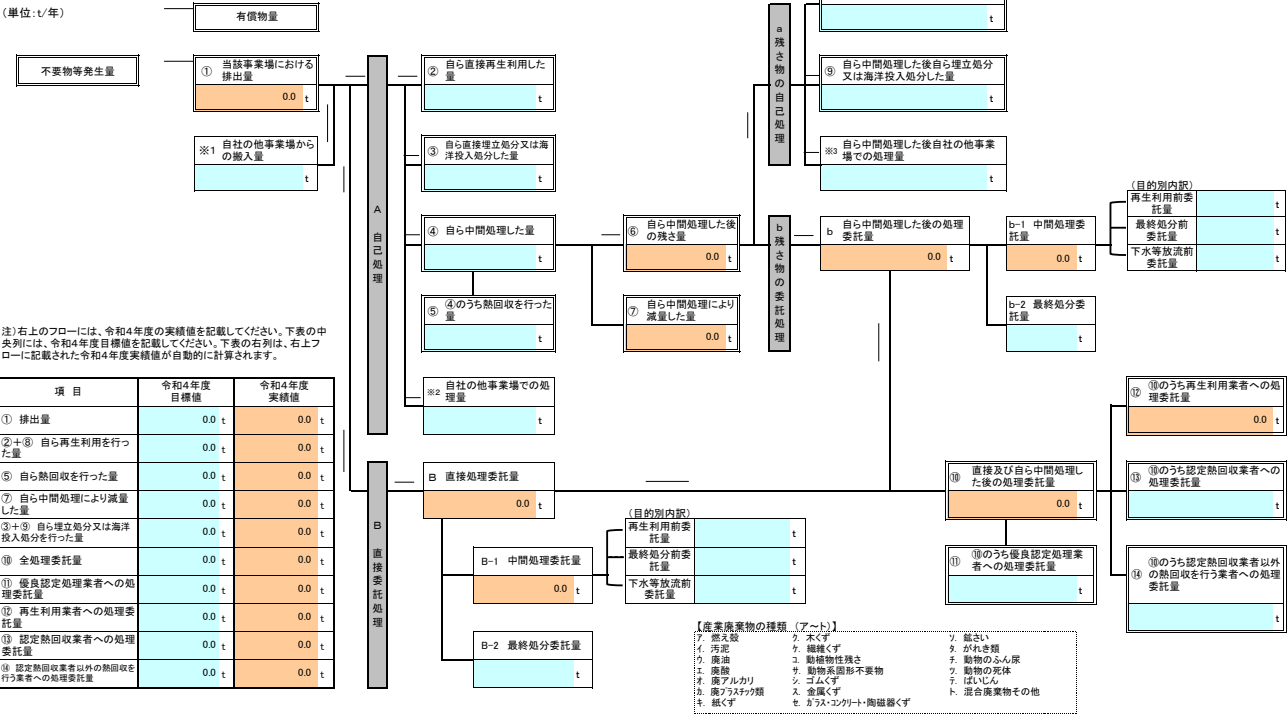 （単位：t/年）
有償物量
不要物等発生量
① 当該事業場における
排出量
0.0 t
※1 自社の他事業場から
の搬入量
t
A 自己処理
② 自ら直接再生利用した
量
t
③ 自ら直接埋立処分又は海
洋投入処分した量
t
④ 自ら中間処理した量
t
⑤ ④のうち熱回収を行った
量
t
※2 自社の他事業場での処
理量
t
⑥ 自ら中間処理した後
の残さ量
0.0 t
⑦ 自ら中間処理により
減量した量
0.0 t
a 残さ物の自己処理
t
⑨ 自ら中間処理した後自ら埋立処分
又は海洋投入処分した量
t
※3 自ら中間処理した後自社の他事業
場での処理量
t
b 残さ物の委託処理
b 自ら中間処理した後の処理
委託量
0.0 t
b-1 中間処理委
託量
0.0 t
b-2 最終処分委
託量
t
（目的別内訳）
再生利用前委
託量
t
最終処分前
委託量
t
下水等放流前
委託量
t
注）右上のフローには、令和4年度の実績値を記載してください。下表の中
央列には、令和4年度目標値を記載してください。下表の右列は、右上フ
ローに記載された令和4年度実績値が自動的に計算されます。
項 目 令和4年度
目標値 令和4年度
実績値
① 排出量 0.0 t 0.0 t
②＋⑧ 自ら再生利用を行っ
た量 0.0 t 0.0 t
⑤ 自ら熱回収を行った量 0.0 t 0.0 t
⑦ 自ら中間処理により減量
した量 0.0 t 0.0 t
③＋⑨ 自ら埋立処分又は海洋
投入処分を行った量 0.0 t 0.0 t
⑩ 全処理委託量 0.0 t 0.0 t
⑪ 優良認定処理業者への処
理委託量 0.0 t 0.0 t
⑫ 再生利用業者への処理委
託量 0.0 t 0.0 t
⑬ 認定熱回収業者への処理
委託量 0.0 t 0.0 t
⑭ 認定熱回収業者以外の熱回収を
行う業者への処理委託量 0.0 t 0.0 t
B 直接委託処理
B 直接処理委託量
0.0 t
B-1 中間処理委託量
0.0 t
B-2 最終処分委託量
t
（目的別内訳）
再生利用前委
託量
t
最終処分前委
託量
t
下水等放流前
委託量
t
⑩ 直接及び自ら中間処理し
た後の処理委託量
0.0 t
⑪ ⑩のうち優良認定処理業
者への処理委託量
t
⑫ ⑩のうち再生利用業者への処
理委託量
0.0 t
⑬ ⑩のうち認定熱回収業者への
処理委託量
t
⑭ ⑩のうち認定熱回収業者以外
の熱回収を行う業者への処理
委託量
t
【産業廃棄物の種類 （ア～ト）】
ア. 燃え殻 ク. 木くず ソ. 鉱さい
イ. 汚泥 ケ. 繊維くず タ. がれき類
ウ. 廃油 コ. 動植物性残さ チ. 動物のふん尿
エ. 廃酸 サ. 動物系固形不要物 ツ. 動物の死体
オ. 廃アルカリ シ. ゴムくず テ. ばいじん
カ. 廃プラスチック類 ス. 金属くず ト. 混合廃棄物その他
キ. 紙くず セ. ガラス・コンクリート・陶磁器くず